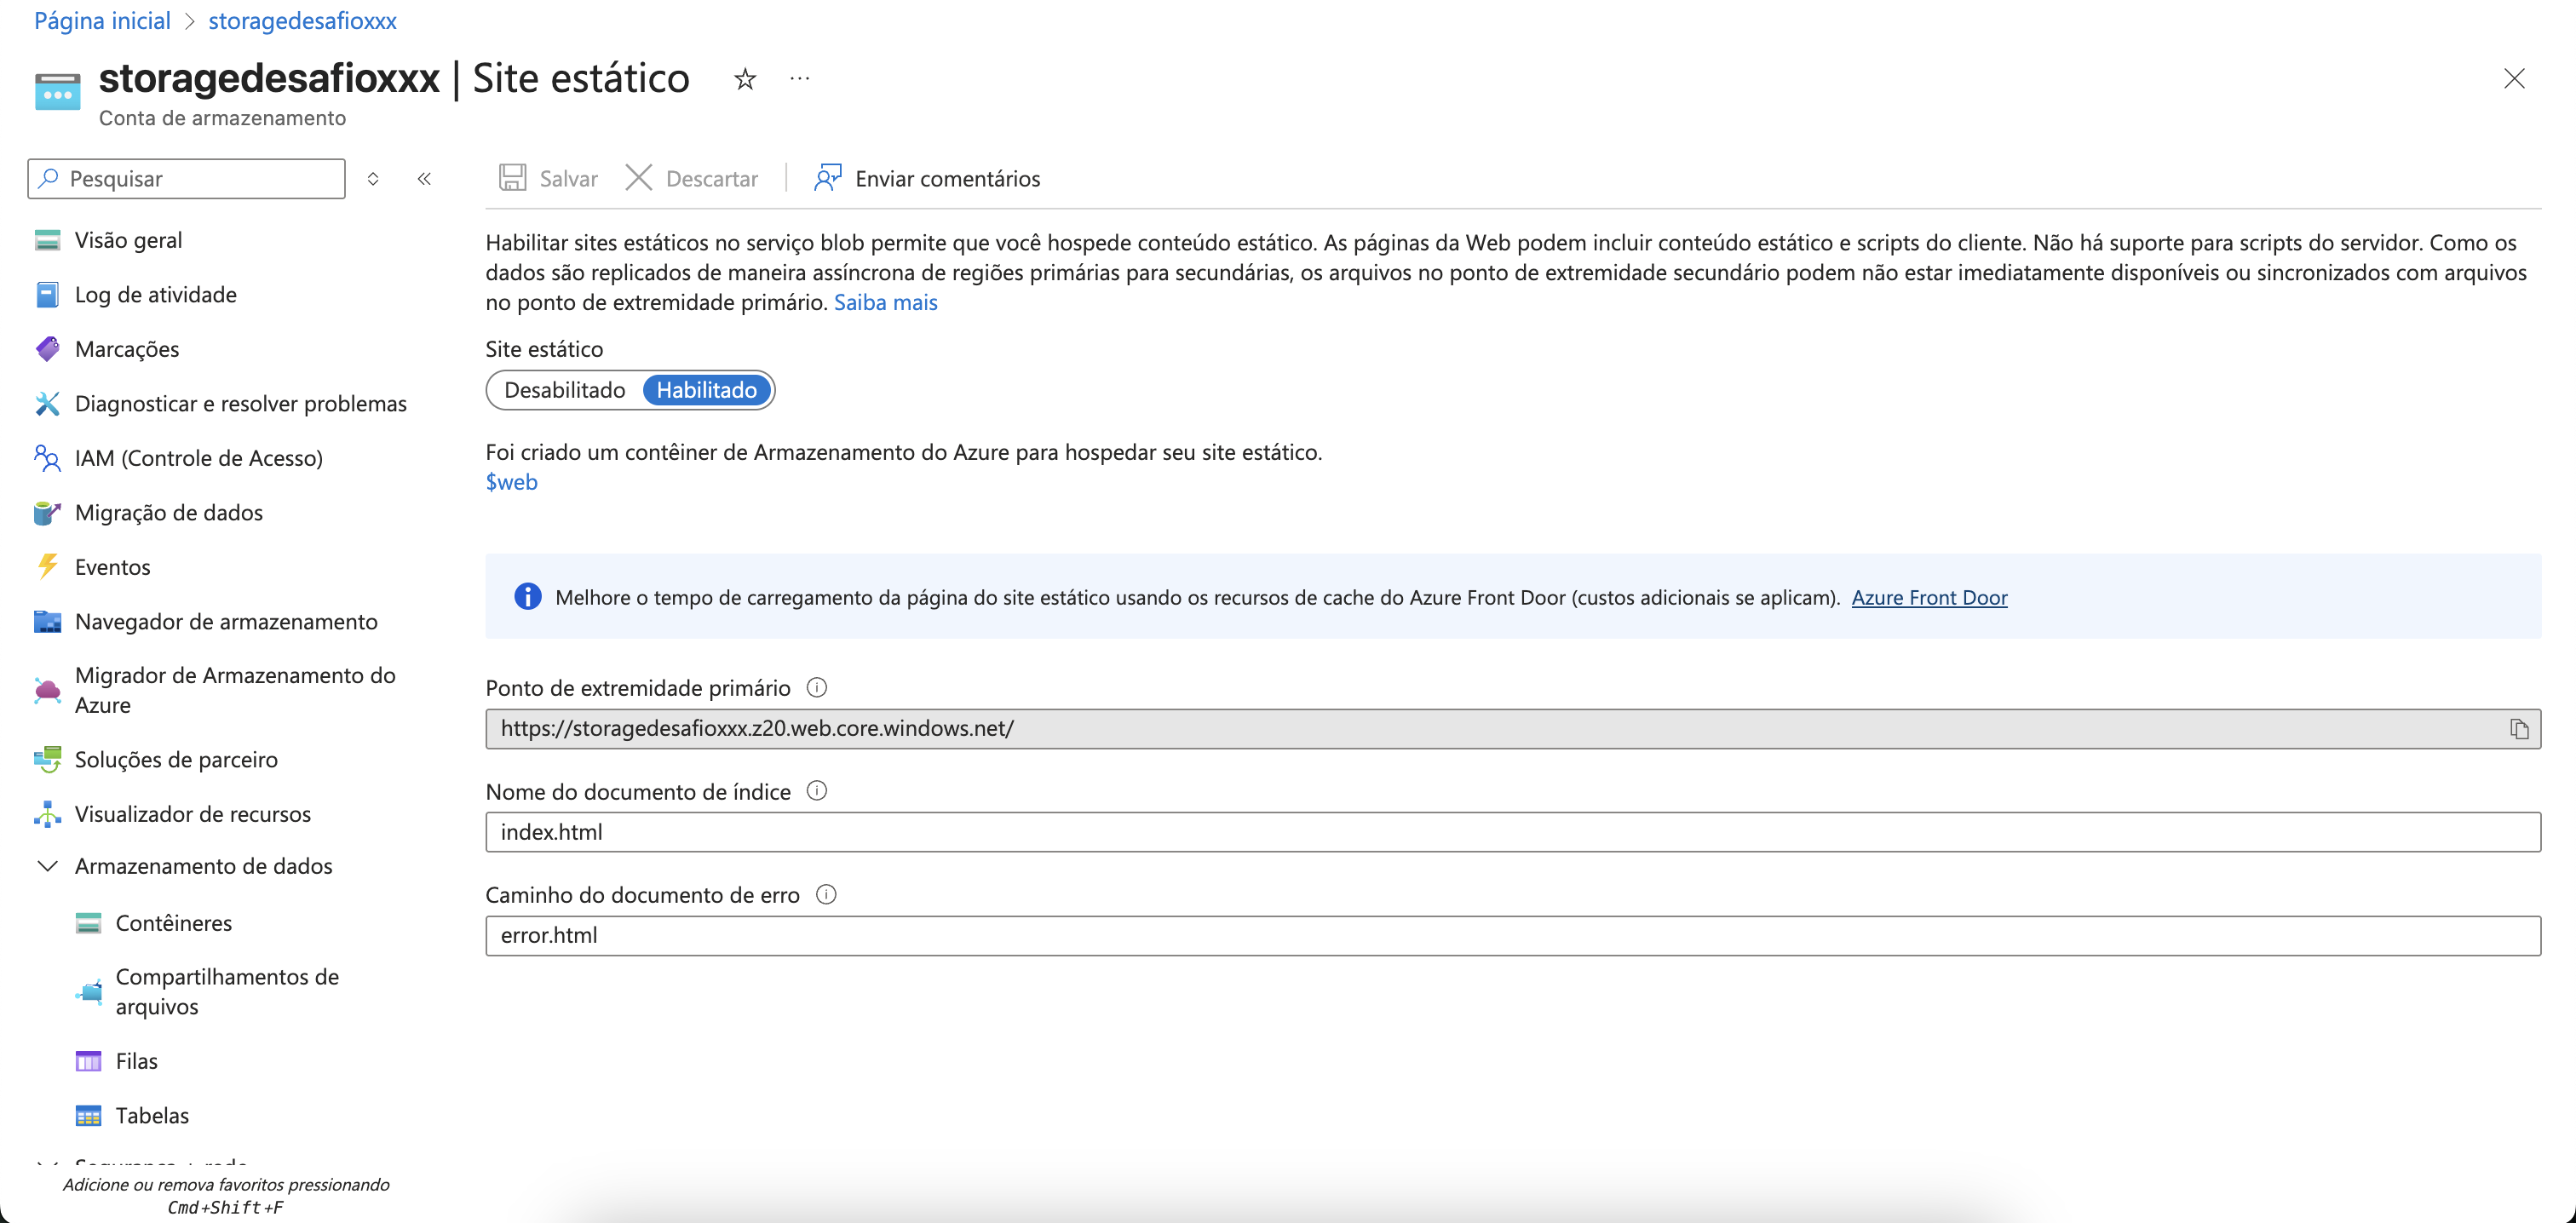 Página inicial > storagedesafioxxx
storagedesafioxxx | Site estático
Conta de armazenamento
Pesquisar
Visão geral
Log de atividade
Marcações
Diagnosticar e resolver problemas
IAM (Controle de Acesso)
Migração de dados
Eventos
Navegador de armazenamento
Migrador de Armazenamento do
Azure
Soluções de parceiro
Visualizador de recursos
Armazenamento de dados
Contêineres
Compartilhamentos de
arquivos
Filas
Tabelas
Adicione ou remova favoritos pressionando
Cmd+Shift+F
Salvar Descartar Enviar comentários
Habilitar sites estáticos no serviço blob permite que você hospede conteúdo estático. As páginas da Web podem incluir conteúdo estático e scripts do cliente. Não há suporte para scripts do servidor. Como os
dados são replicados de maneira assíncrona de regiões primárias para secundárias, os arquivos no ponto de extremidade secundário podem não estar imediatamente disponíveis ou sincronizados com arquivos
no ponto de extremidade primário. Saiba mais
Site estático
Desabilitado Habilitado
Foi criado um contêiner de Armazenamento do Azure para hospedar seu site estático.
$web
Melhore o tempo de carregamento da página do site estático usando os recursos de cache do Azure Front Door (custos adicionais se aplicam). Azure Front Door
Ponto de extremidade primário
https://storagedesafioxxx.z20.web.core.windows.net/
Nome do documento de índice
index.html
Caminho do documento de erro
error.html